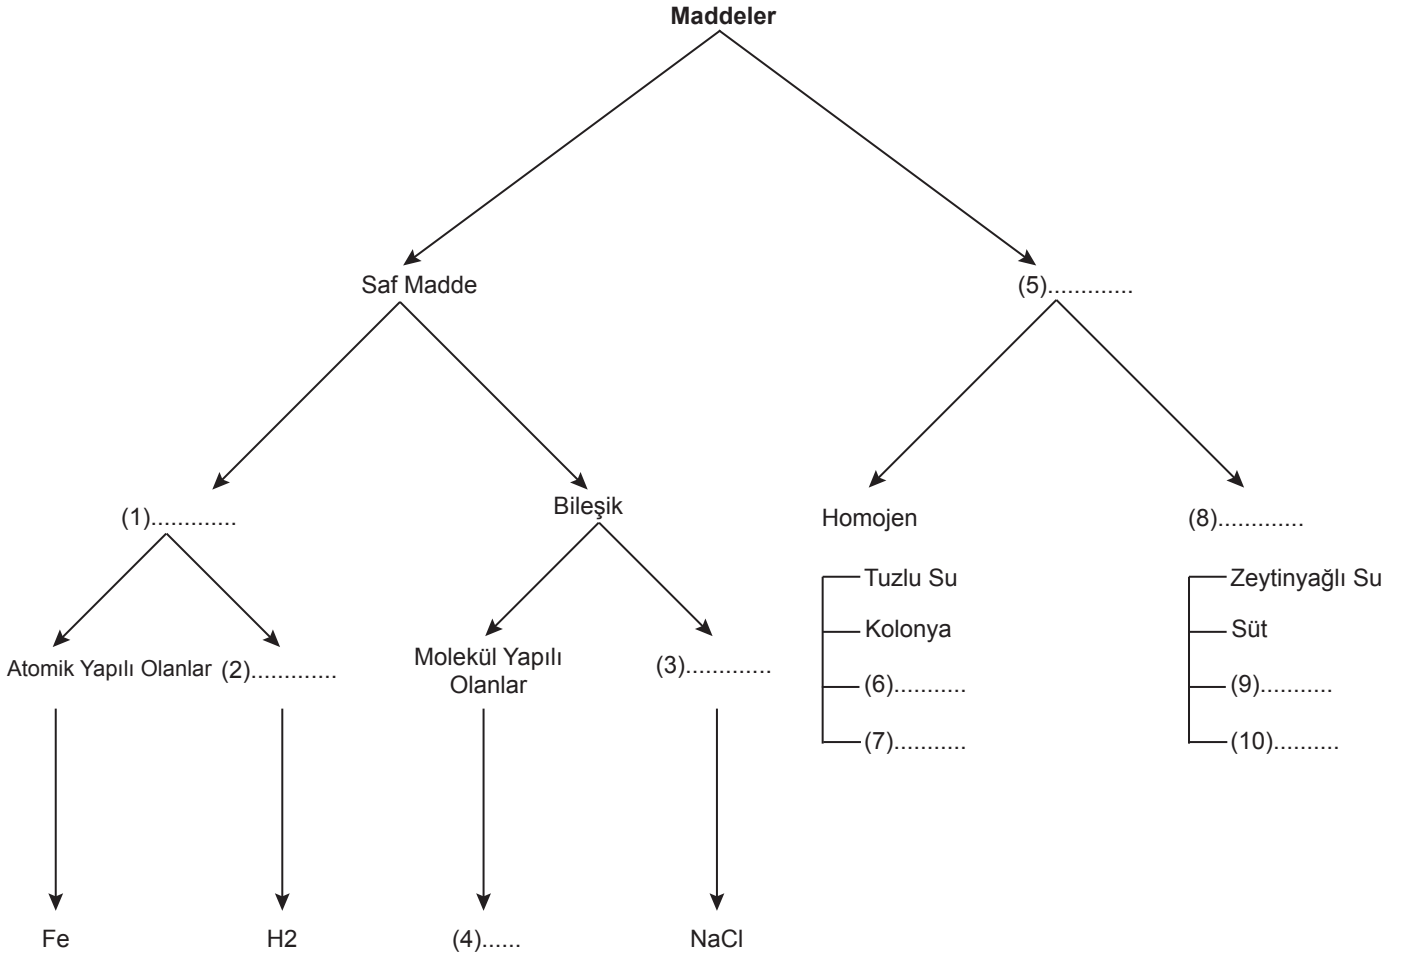 Maddeler
Saf Madde
(5).............
(1).............
Bileşik
Homojen
(8).............
Atomik Yapılı Olanlar
(2).............
Molekül Yapılı
Olanlar
(3).............
Tuzlu Su
Kolonya
(6)...........
(7)...........
Zeytinyağlı Su
Süt
(9)...........
(10)..........
Fe
H2
(4)......
NaCl